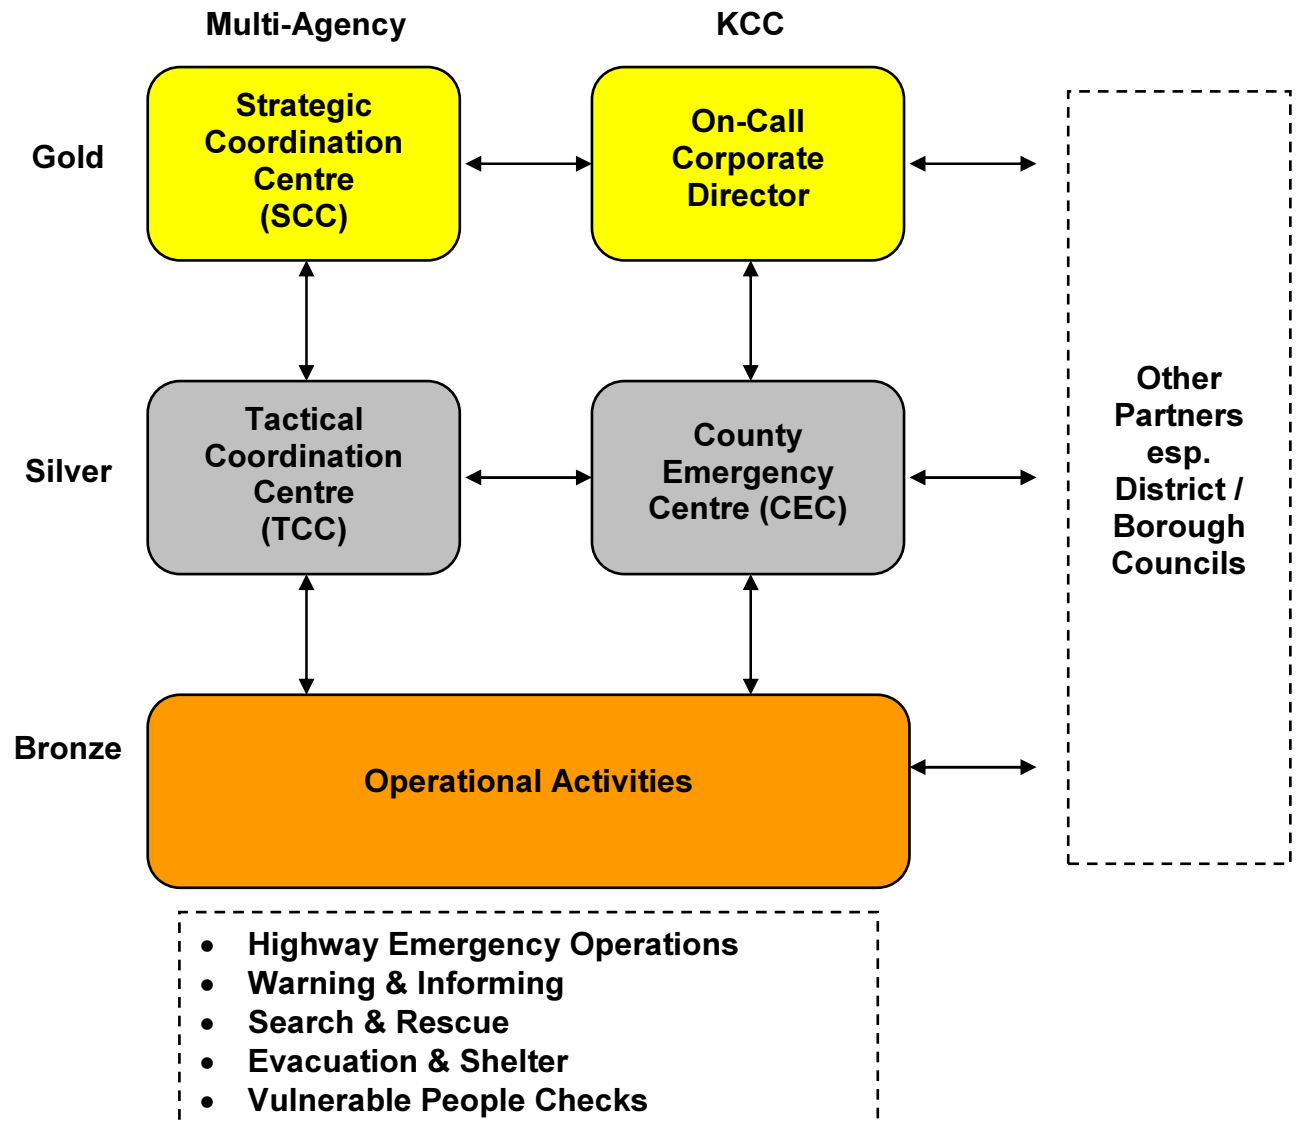 Multi-Agency
KCC
Gold
Strategic
Coordination
Centre
(SCC)
On-Call
Corporate
Director
Silver
Tactical
Coordination
Centre
(TCC)
County
Emergency
Centre (CEC)
Other
Partners
esp.
District /
Borough
Councils
Bronze
Operational Activities
• Highway Emergency Operations
• Warning & Informing
• Search & Rescue
• Evacuation & Shelter
• Vulnerable People Checks